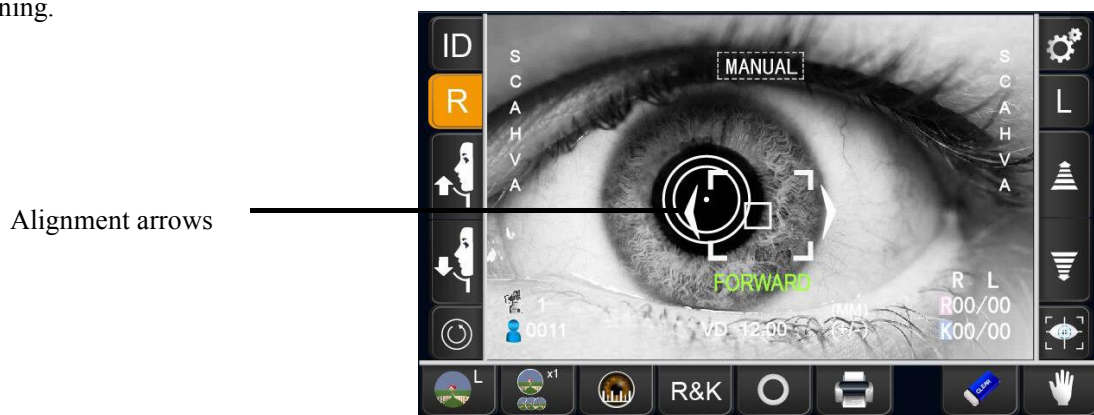 ning.
Alignment arrows
ID
R
L
S
C
A
H
V
A
MANUAL
S
C
A
H
V
A
FORWARD
1
0011
VD 12.00
(MM)
(+/-)
R L
R00/00
K00/00
L
x1
R&K
CLEAN